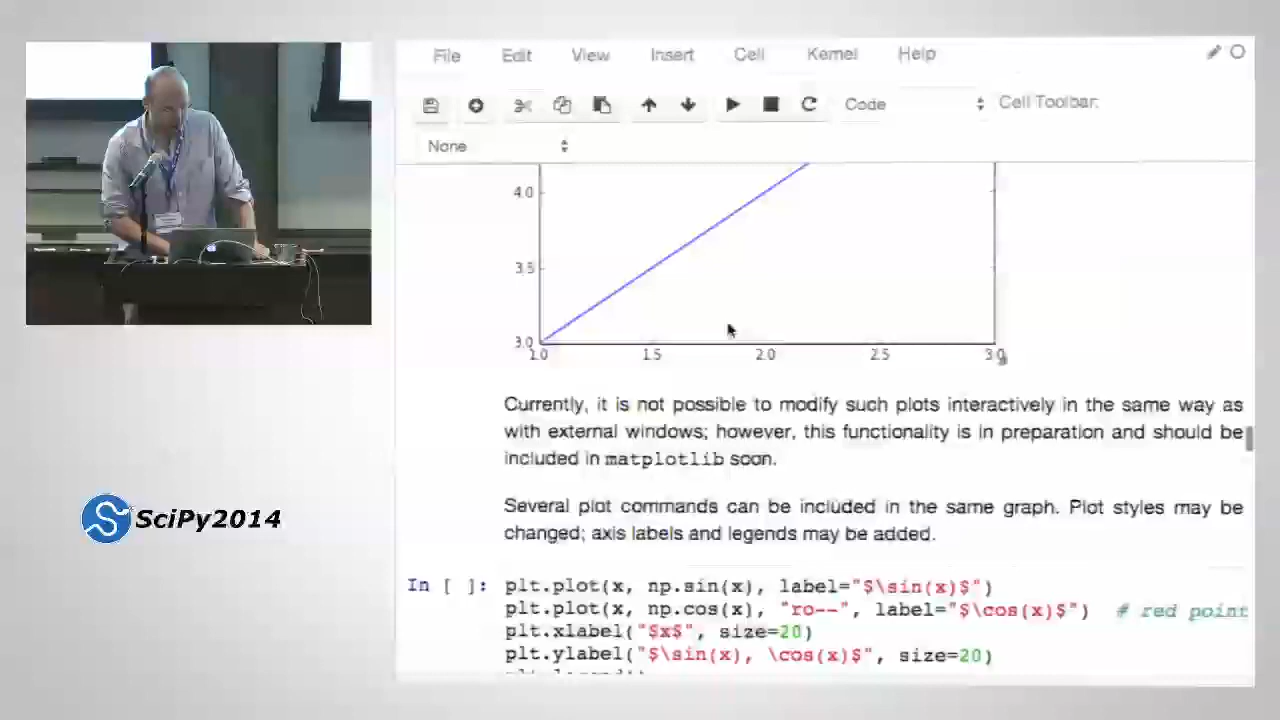 File Edit View Insert Cell Kernel Help
Code Cell Toolbar:
None
4.0
3.5
3.0
1.0 1.5 2.0 2.5 3.0
Currently, it is not possible to modify such plots interactively in the same way as
with external windows; however, this functionality is in preparation and should be
included in matplotlib soon.
Several plot commands can be included in the same graph. Plot styles may be
changed; axis labels and legends may be added.
In [ ]: plt.plot(x, np.sin(x), label="$\sin(x)$")
plt.plot(x, np.cos(x), "ro--", label="$\cos(x)$") # red point
plt.xlabel("$x$", size=20)
plt.ylabel("$\sin(x), \cos(x)$", size=20)
SciPy2014